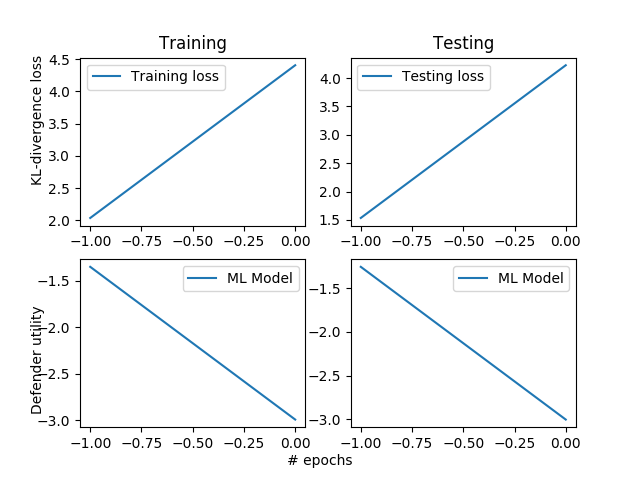 Training
Testing
KL-divergence loss
4.5
4.0
3.5
3.0
2.5
2.0
Training loss
−1.00 −0.75 −0.50 −0.25 0.00
4.0
3.5
3.0
2.5
2.0
1.5
Testing loss
−1.00 −0.75 −0.50 −0.25 0.00
Defender utility
−1.5
−2.0
−2.5
−3.0
ML Model
−1.00 −0.75 −0.50 −0.25 0.00
−1.5
−2.0
−2.5
−3.0
ML Model
−1.00 −0.75 −0.50 −0.25 0.00
# epochs